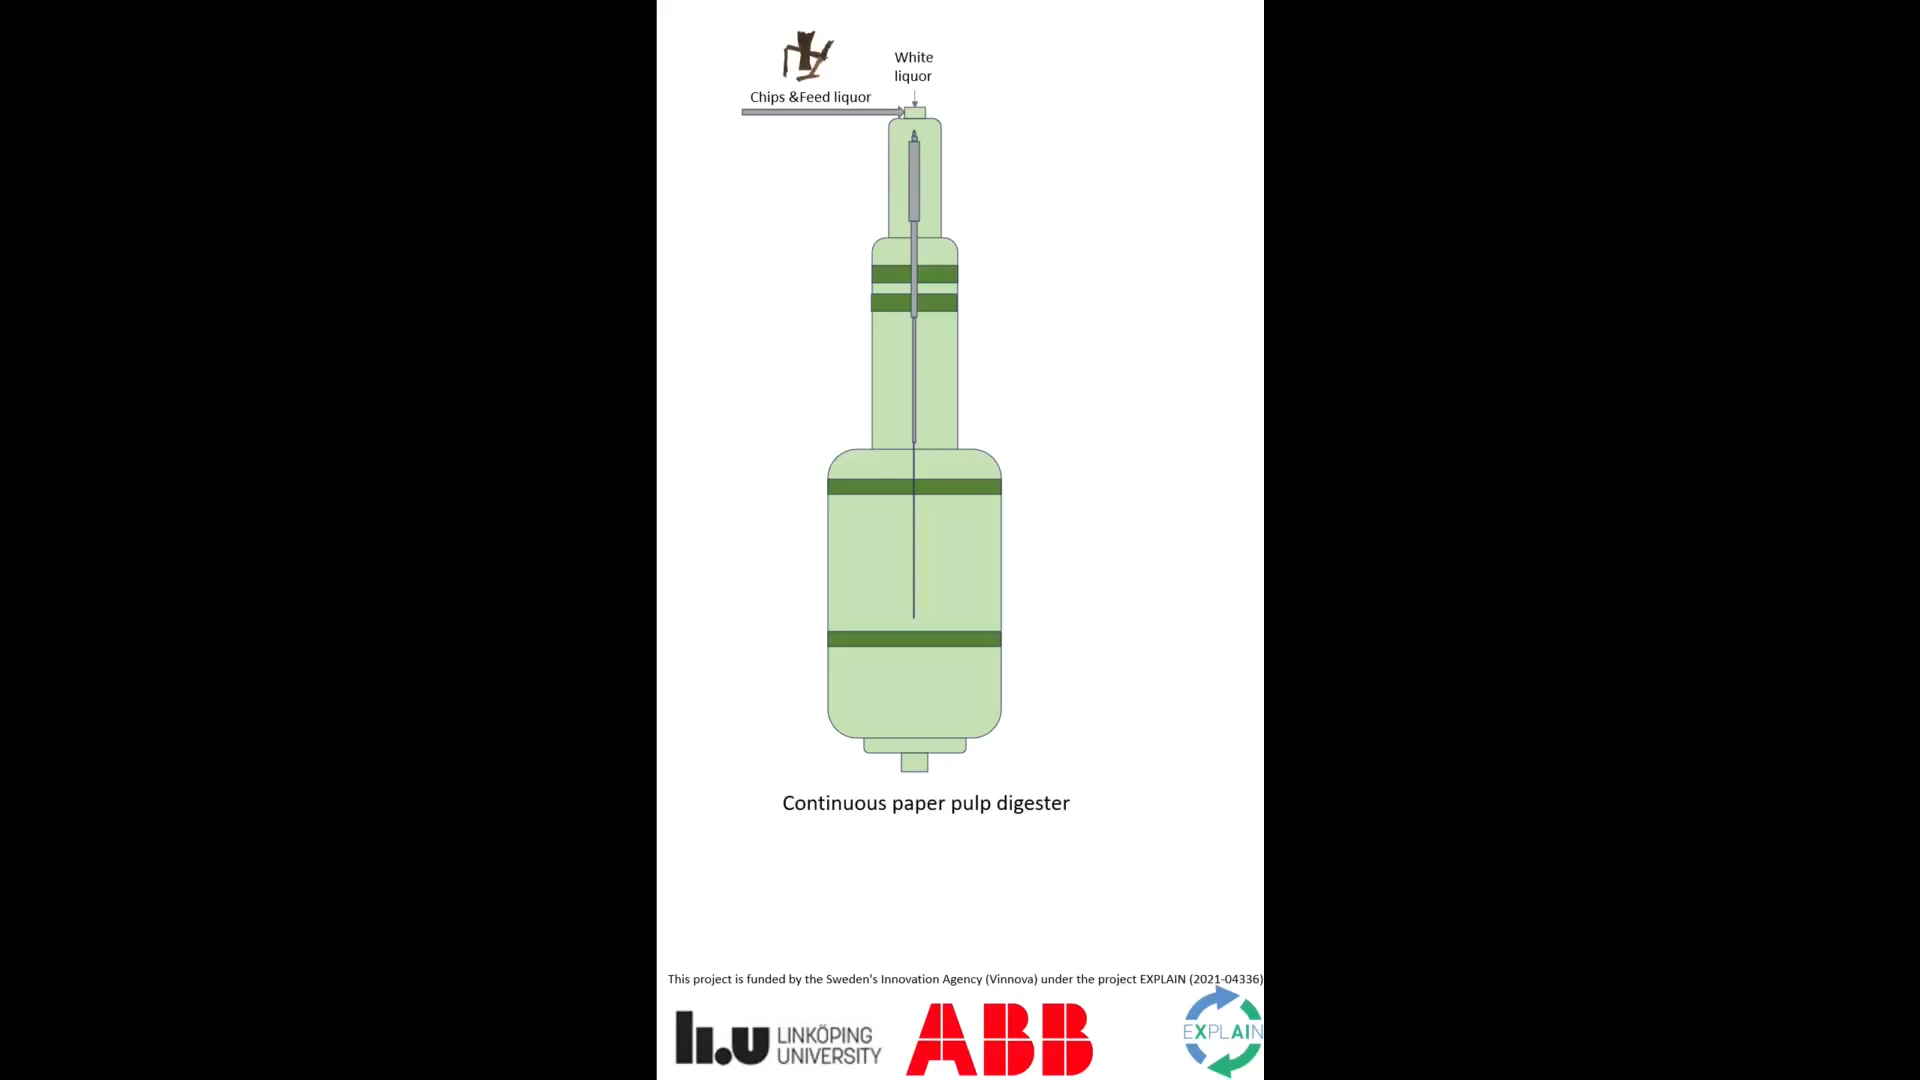 White
liquor
Chips &Feed liquor
Continuous paper pulp digester
This project is funded by the Sweden's Innovation Agency (Vinnova) under the project EXPLAIN (2021-04336)
li.u LINKÖPING
UNIVERSITY
ABB
EXPLAIN